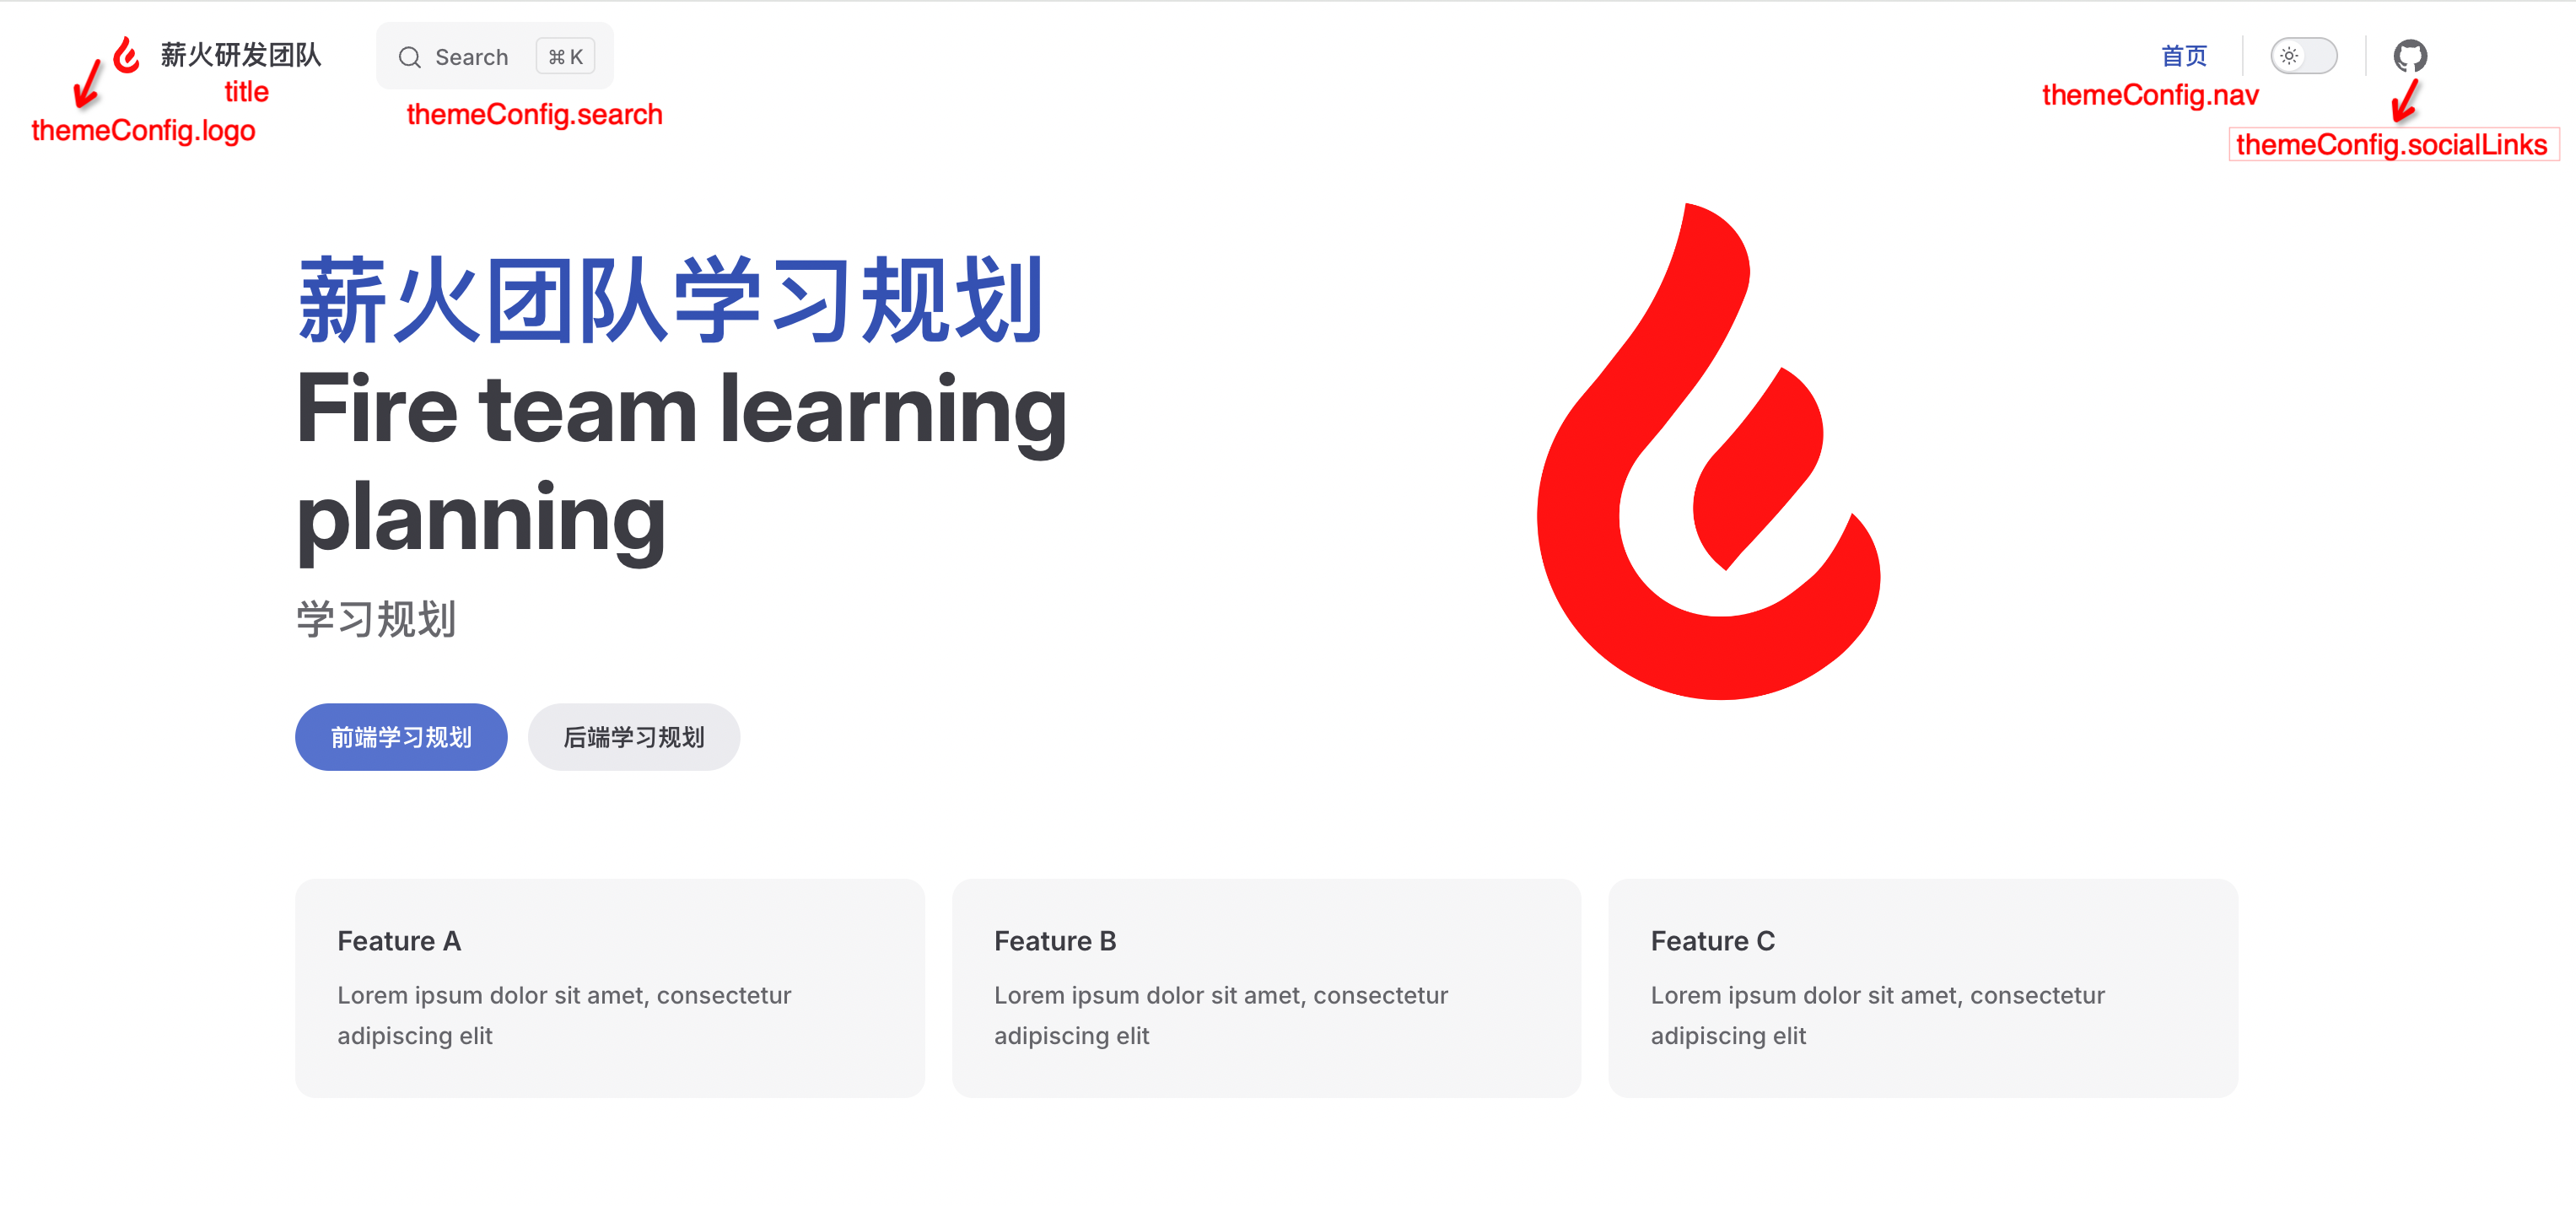 薪火研发团队
Search
⌘ K
首页
title
themeConfig.logo
themeConfig.search
themeConfig.nav
themeConfig.socialLinks
薪火团队学习规划
Fire team learning
planning
学习规划
前端学习规划
后端学习规划
Feature A
Lorem ipsum dolor sit amet, consectetur
adipiscing elit
Feature B
Lorem ipsum dolor sit amet, consectetur
adipiscing elit
Feature C
Lorem ipsum dolor sit amet, consectetur
adipiscing elit